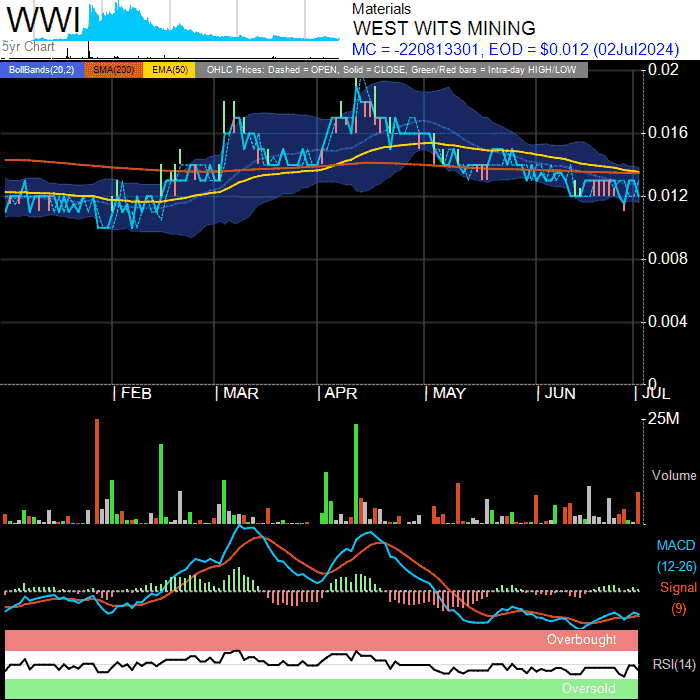 WWI
5yr Chart
Materials
WEST WITS MINING
MC = -220813301, EOD = $0.012 (02Jul2024)
BollBands(20,2) SMA(200) EMA(50) OHLC Prices: Dashed = OPEN, Solid = CLOSE, Green/Red bars = Intra-day HIGH/LOW
0.02
0.016
0.012
0.008
0.004
0
FEB MAR APR MAY JUN JUL
25M
Volume
MACD
(12-26)
Signal
(9)
Overbought
RSI(14)
Oversold